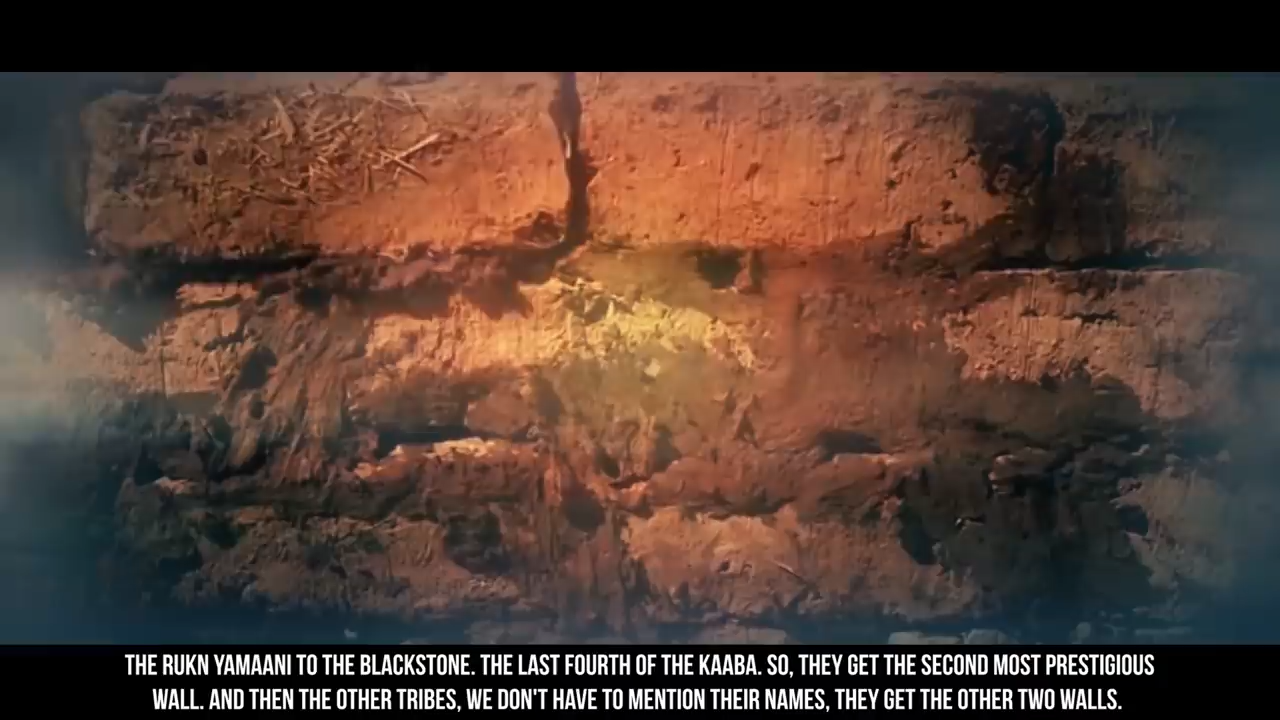 THE RUKN YAMAANI TO THE BLACKSTONE. THE LAST FOURTH OF THE KAABA. SO, THEY GET THE SECOND MOST PRESTIGIOUS
WALL. AND THEN THE OTHER TRIBES, WE DON'T HAVE TO MENTION THEIR NAMES, THEY GET THE OTHER TWO WALLS.